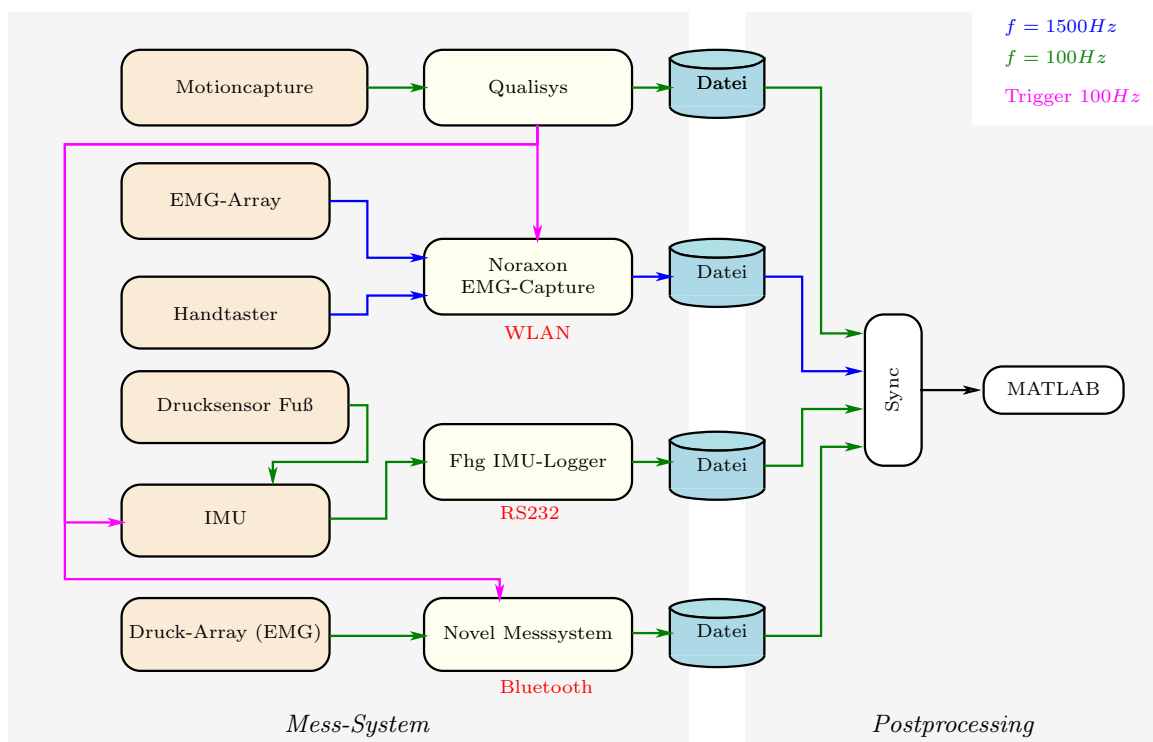 f = 1500Hz
f = 100Hz
Trigger 100Hz
Motioncapture
Qualisys
Datei
EMG-Array
Noraxon
EMG-Capture
Datei
Handtaster
WLAN
Sync
MATLAB
Drucksensor Fuß
Fhg IMU-Logger
Datei
IMU
RS232
Druck-Array (EMG)
Novel Messsystem
Datei
Bluetooth
Mess-System
Postprocessing